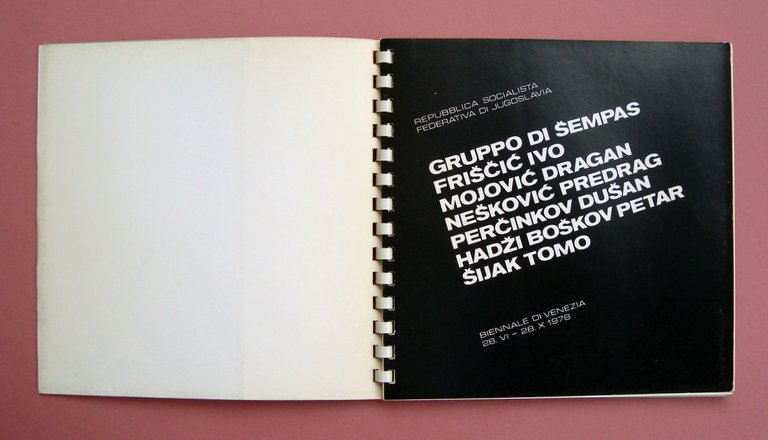 REPUBBLICA SOCIALISTA
FEDERATIVA DI JUGOSLAVIA
GRUPPO DI ŠEMPAS
FRIŠČIĆ IVO
MOJOVIĆ DRAGAN
NEŠKOVIĆ PREDRAG
PERČINKOV DUŠAN
HADŽI BOŠKOV PETAR
ŠIJAK TOMO
BIENNALE DI VENEZIA
28. VI – 28. X 1978